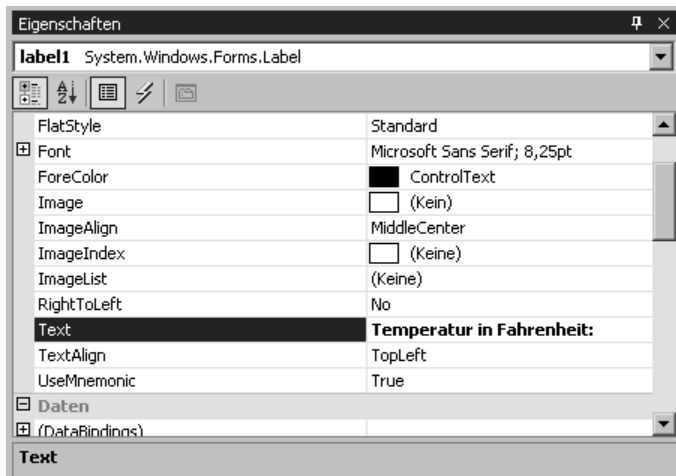 Eigenschaften
label1 System.Windows.Forms.Label
FlatStyle Standard
Font Microsoft Sans Serif; 8,25pt
ForeColor ControlText
Image (Kein)
ImageAlign MiddleCenter
ImageIndex (Keine)
ImageList (Keine)
RightToLeft No
Text Temperatur in Fahrenheit:
TextAlign TopLeft
UseMnemonic True
Daten
(DataBindings)
Text